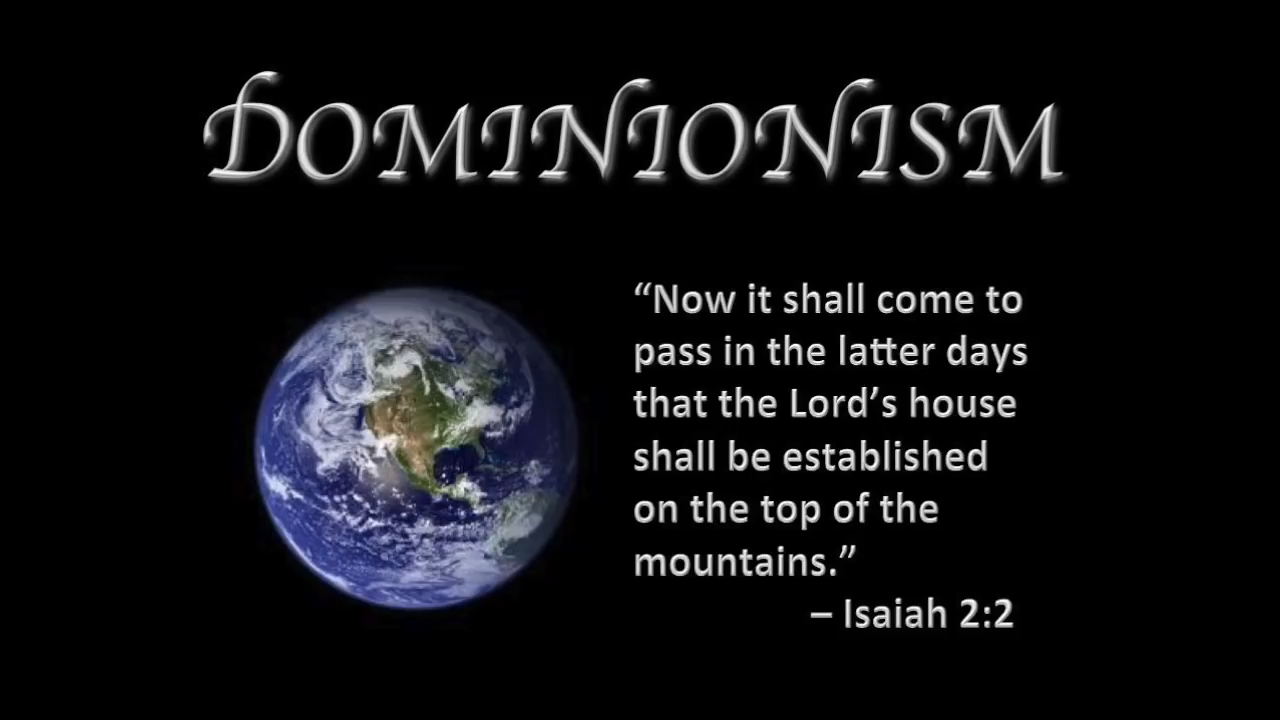 DOMINIONISM
“Now it shall come to
pass in the latter days
that the Lord’s house
shall be established
on the top of the
mountains.”
– Isaiah 2:2